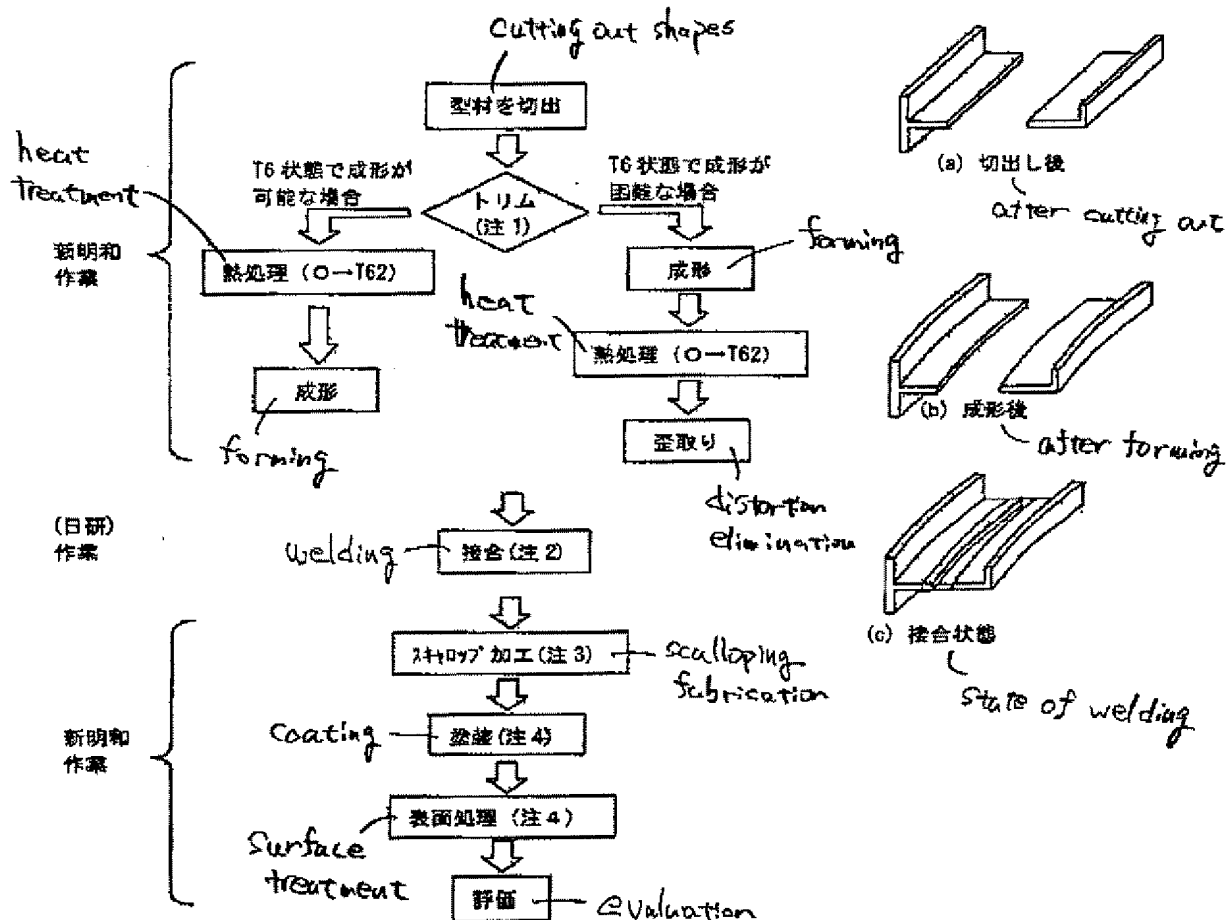 cutting out shapes
型材を切出
heat
treatment
T6 状態で成形が
可能な場合
T6 状態で成形が
困難な場合
トリム
(注1)
新明和
作業
熱処理 (O→T62)
成形
forming
heat
treatment
熱処理 (O→T62)
成形
forming
歪取り
distortion
elimination
(日研)
作業
welding
接合(注2)
スキャロップ加工(注3)
scalloping
fabrication
新明和
作業
coating
塗装(注4)
表面処理 (注4)
surface
treatment
評価
evaluation
(a) 切出し後
after cutting out
(b) 成形後
after forming
(c) 接合状態
state of welding